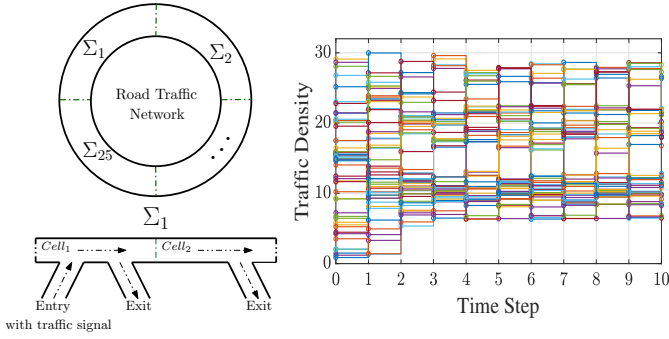 Σ1
Σ2
Road Traffic
Network
Σ25
Σ1
Cell1
Cell2
Entry
with traffic signal
Exit
Exit
Traffic Density
30
20
10
0
0 1 2 3 4 5 6 7 8 9 10
Time Step